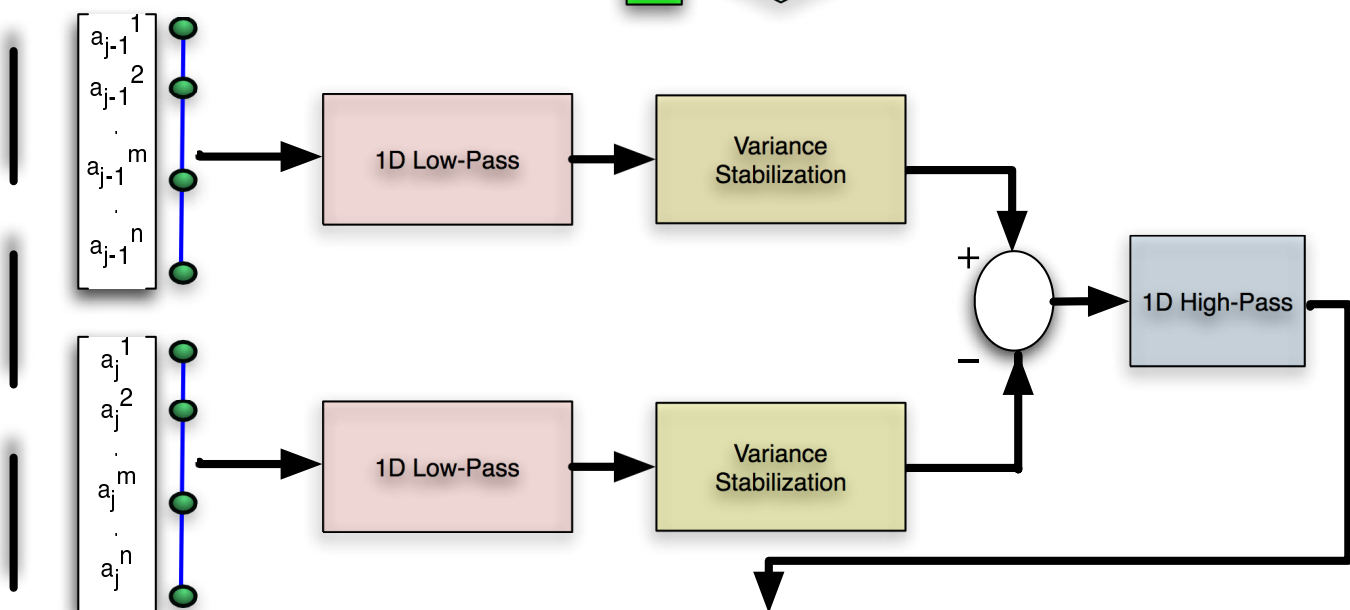 a_{j-1}^1
a_{j-1}^2
.
a_{j-1}^m
.
a_{j-1}^n
1D Low-Pass
Variance
Stabilization
+
−
1D High-Pass
a_j^1
a_j^2
.
a_j^m
.
a_j^n
1D Low-Pass
Variance
Stabilization